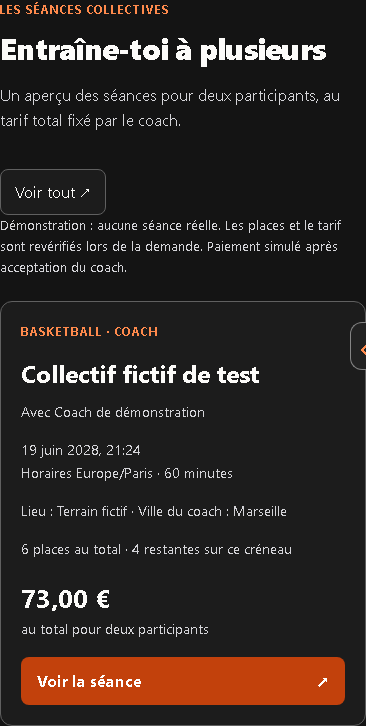 LES SÉANCES COLLECTIVES
Entraîne-toi à plusieurs
Un aperçu des séances pour deux participants, au
tarif total fixé par le coach.
Voir tout ↗
Démonstration : aucune séance réelle. Les places et le tarif
sont revérifiés lors de la demande. Paiement simulé après
acceptation du coach.
BASKETBALL · COACH
Collectif fictif de test
Avec Coach de démonstration
19 juin 2028, 21:24
Horaires Europe/Paris · 60 minutes
Lieu : Terrain fictif · Ville du coach : Marseille
6 places au total · 4 restantes sur ce créneau
73,00 €
au total pour deux participants
Voir la séance ↗